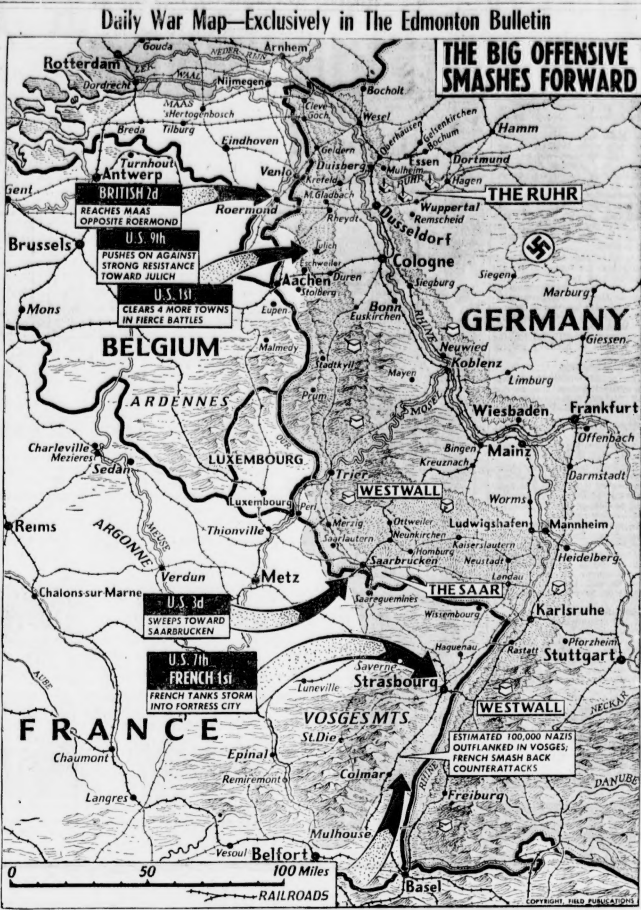 Daily War Map—Exclusively in The Edmonton Bulletin
THE BIG OFFENSIVE
SMASHES FORWARD
Gouda
Arnhem
NEDER RIJN
Rotterdam
LEK
WAAL
Dordrecht
Nijmegen
Bocholt
MAAS
sHertogenbosch
Cleve
Goch
Wesel
Breda
Tilburg
Oberhausen
Gelsenkirchen
Bochum
Hamm
Eindhoven
Geldern
Turnhout
Antwerp
Venlo
Duisberg
Mulheim
Essen
Dortmund
Krefeld
RUHR
Hagen
Gent
M.Gladbach
THE RUHR
BRITISH 2d
REACHES MAAS
OPPOSITE ROERMOND
Roermond
Rheydt
Dusseldorf
Wuppertal
Remscheid
Brussels
U.S. 9th
PUSHES ON AGAINST
STRONG RESISTANCE
TOWARD JULICH
Julich
Eschweiler
Cologne
Aachen
Duren
Stolberg
Siegburg
Siegen
Marburg
U.S. 1st
CLEARS 4 MORE TOWNS
IN FIERCE BATTLES
Mons
Eupen
Bonn
Euskirchen
RHINE
GERMANY
Giessen
BELGIUM
Malmedy
Stadtkyll
Neuwied
Koblenz
Mayen
Limburg
ARDENNES
Prum
MOSEL
Wiesbaden
Frankfurt
Offenbach
Charleville
Mezieres
Sedan
OUR
Bingen
Mainz
Kreuznach
LUXEMBOURG
Trier
Darmstadt
WESTWALL
Luxembourg
Perl
Worms
Reims
ARGONNE
MEUSE
Thionville
Merzig
Saarlautern
Ottweiler
Neunkirchen
Homburg
Kaiserslautern
Neustadt
Ludwigshafen
Mannheim
Heidelberg
Verdun
Metz
Saarbrucken
Landau
Chalons-sur-Marne
THE SAAR
U.S. 3d
SWEEPS TOWARD
SAARBRUCKEN
Saareguemines
Wissembourg
Karlsruhe
Haguenau
Rastatt
Pforzheim
Stuttgart
U.S. 7th
FRENCH 1st
FRENCH TANKS STORM
INTO FORTRESS CITY
Saverne
AUBE
Luneville
Strasbourg
WESTWALL
NECKAR
FRANCE
VOSGES MTS.
St.Die
ESTIMATED 100,000 NAZIS
OUTFLANKED IN VOSGES;
FRENCH SMASH BACK
COUNTERATTACKS
Chaumont
Epinal
Remiremont
Colmar
RHINE
DANUBE
Langres
Freiburg
Mulhouse
Vesoul
Belfort
0 50 100 Miles
RAILROADS
Basel
COPYRIGHT, FIELD PUBLICATIONS